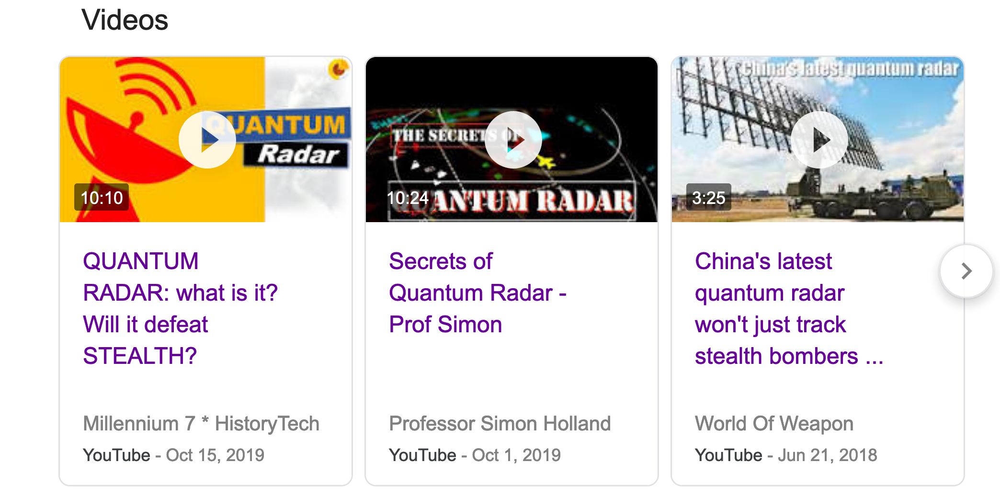 Videos
QUANTUM
Radar
10:10
THE SECRETS OF
10:24
ANTUM RADAR
China's latest quantum radar
3:25
QUANTUM
RADAR: what is it?
Will it defeat
STEALTH?
Millennium 7 * HistoryTech
YouTube - Oct 15, 2019
Secrets of
Quantum Radar -
Prof Simon
Professor Simon Holland
YouTube - Oct 1, 2019
China's latest
quantum radar
won't just track
stealth bombers ...
World Of Weapon
YouTube - Jun 21, 2018